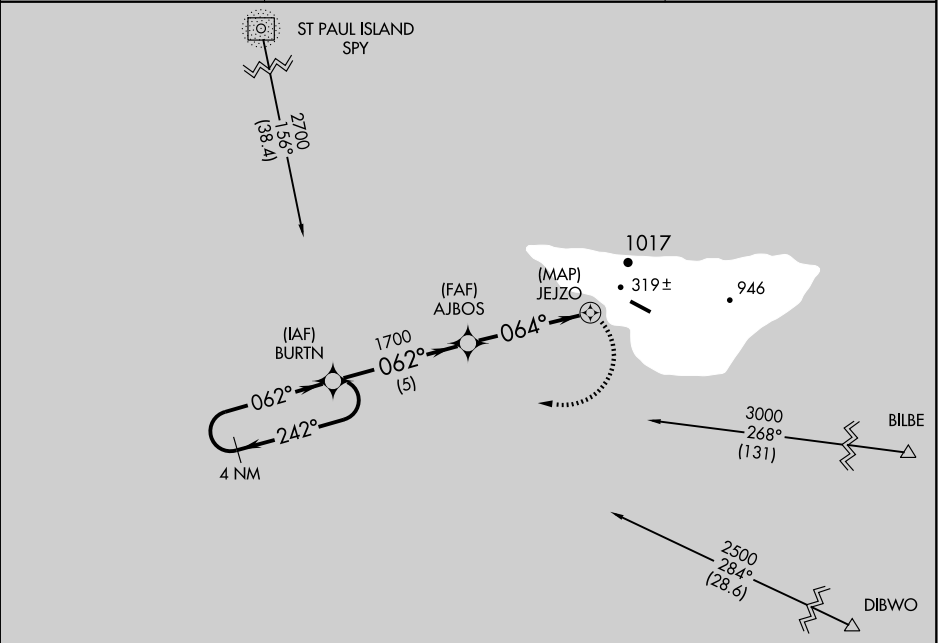 ST PAUL ISLAND
SPY
2700
156°
(38.4)
1017
319±
946
(MAP)
JEJZO
(FAF)
AJBOS
064°
(IAF)
BURTN
1700
062°
(5)
062°
242°
4 NM
3000
268°
(131)
BILBE
2500
284°
(28.6)
DIBWO